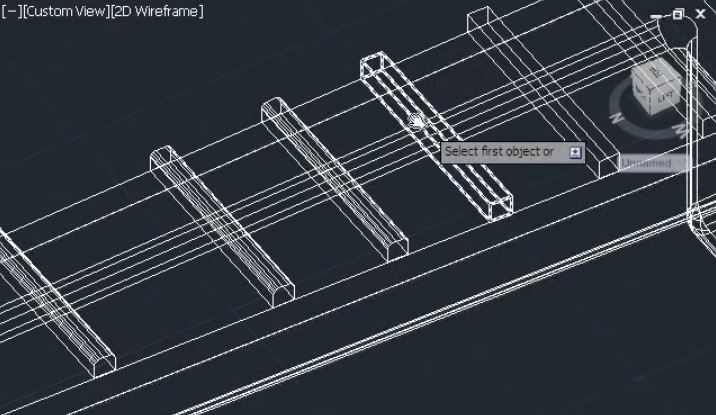 [−][Custom View][2D Wireframe]
Select first object or
Unnamed
N